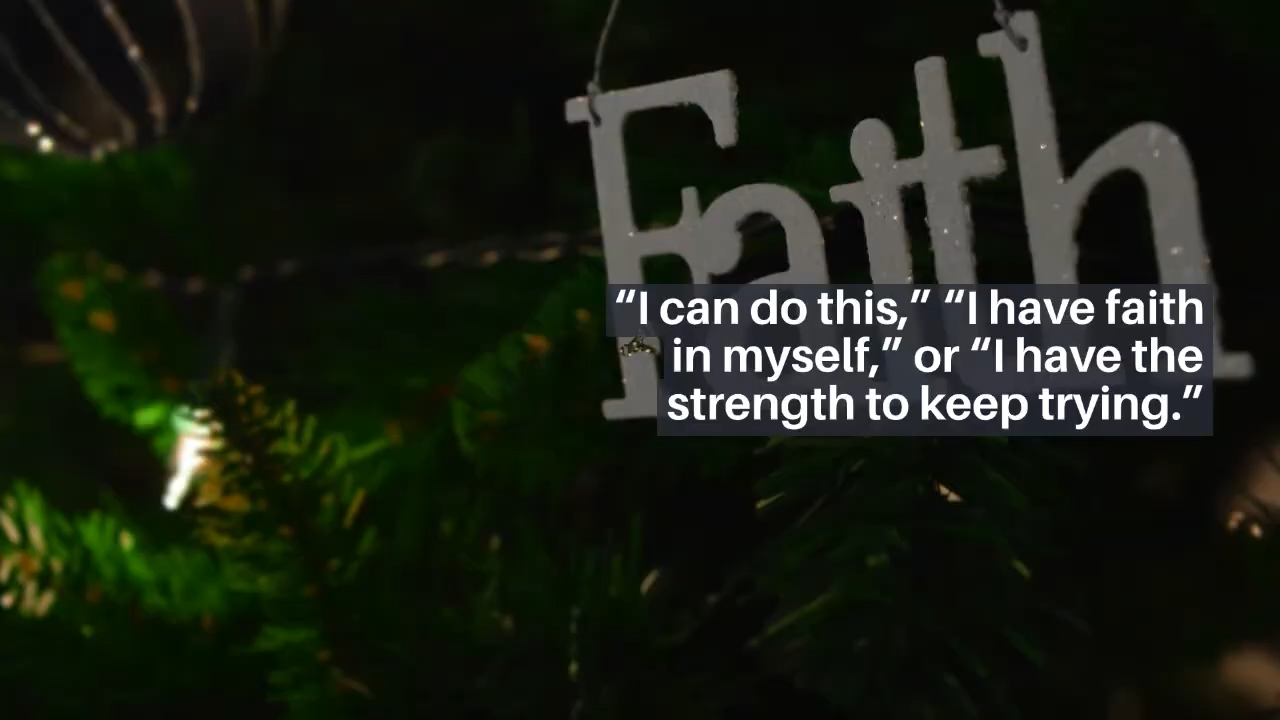 Faith
“I can do this,” “I have faith
in myself,” or “I have the
strength to keep trying.”